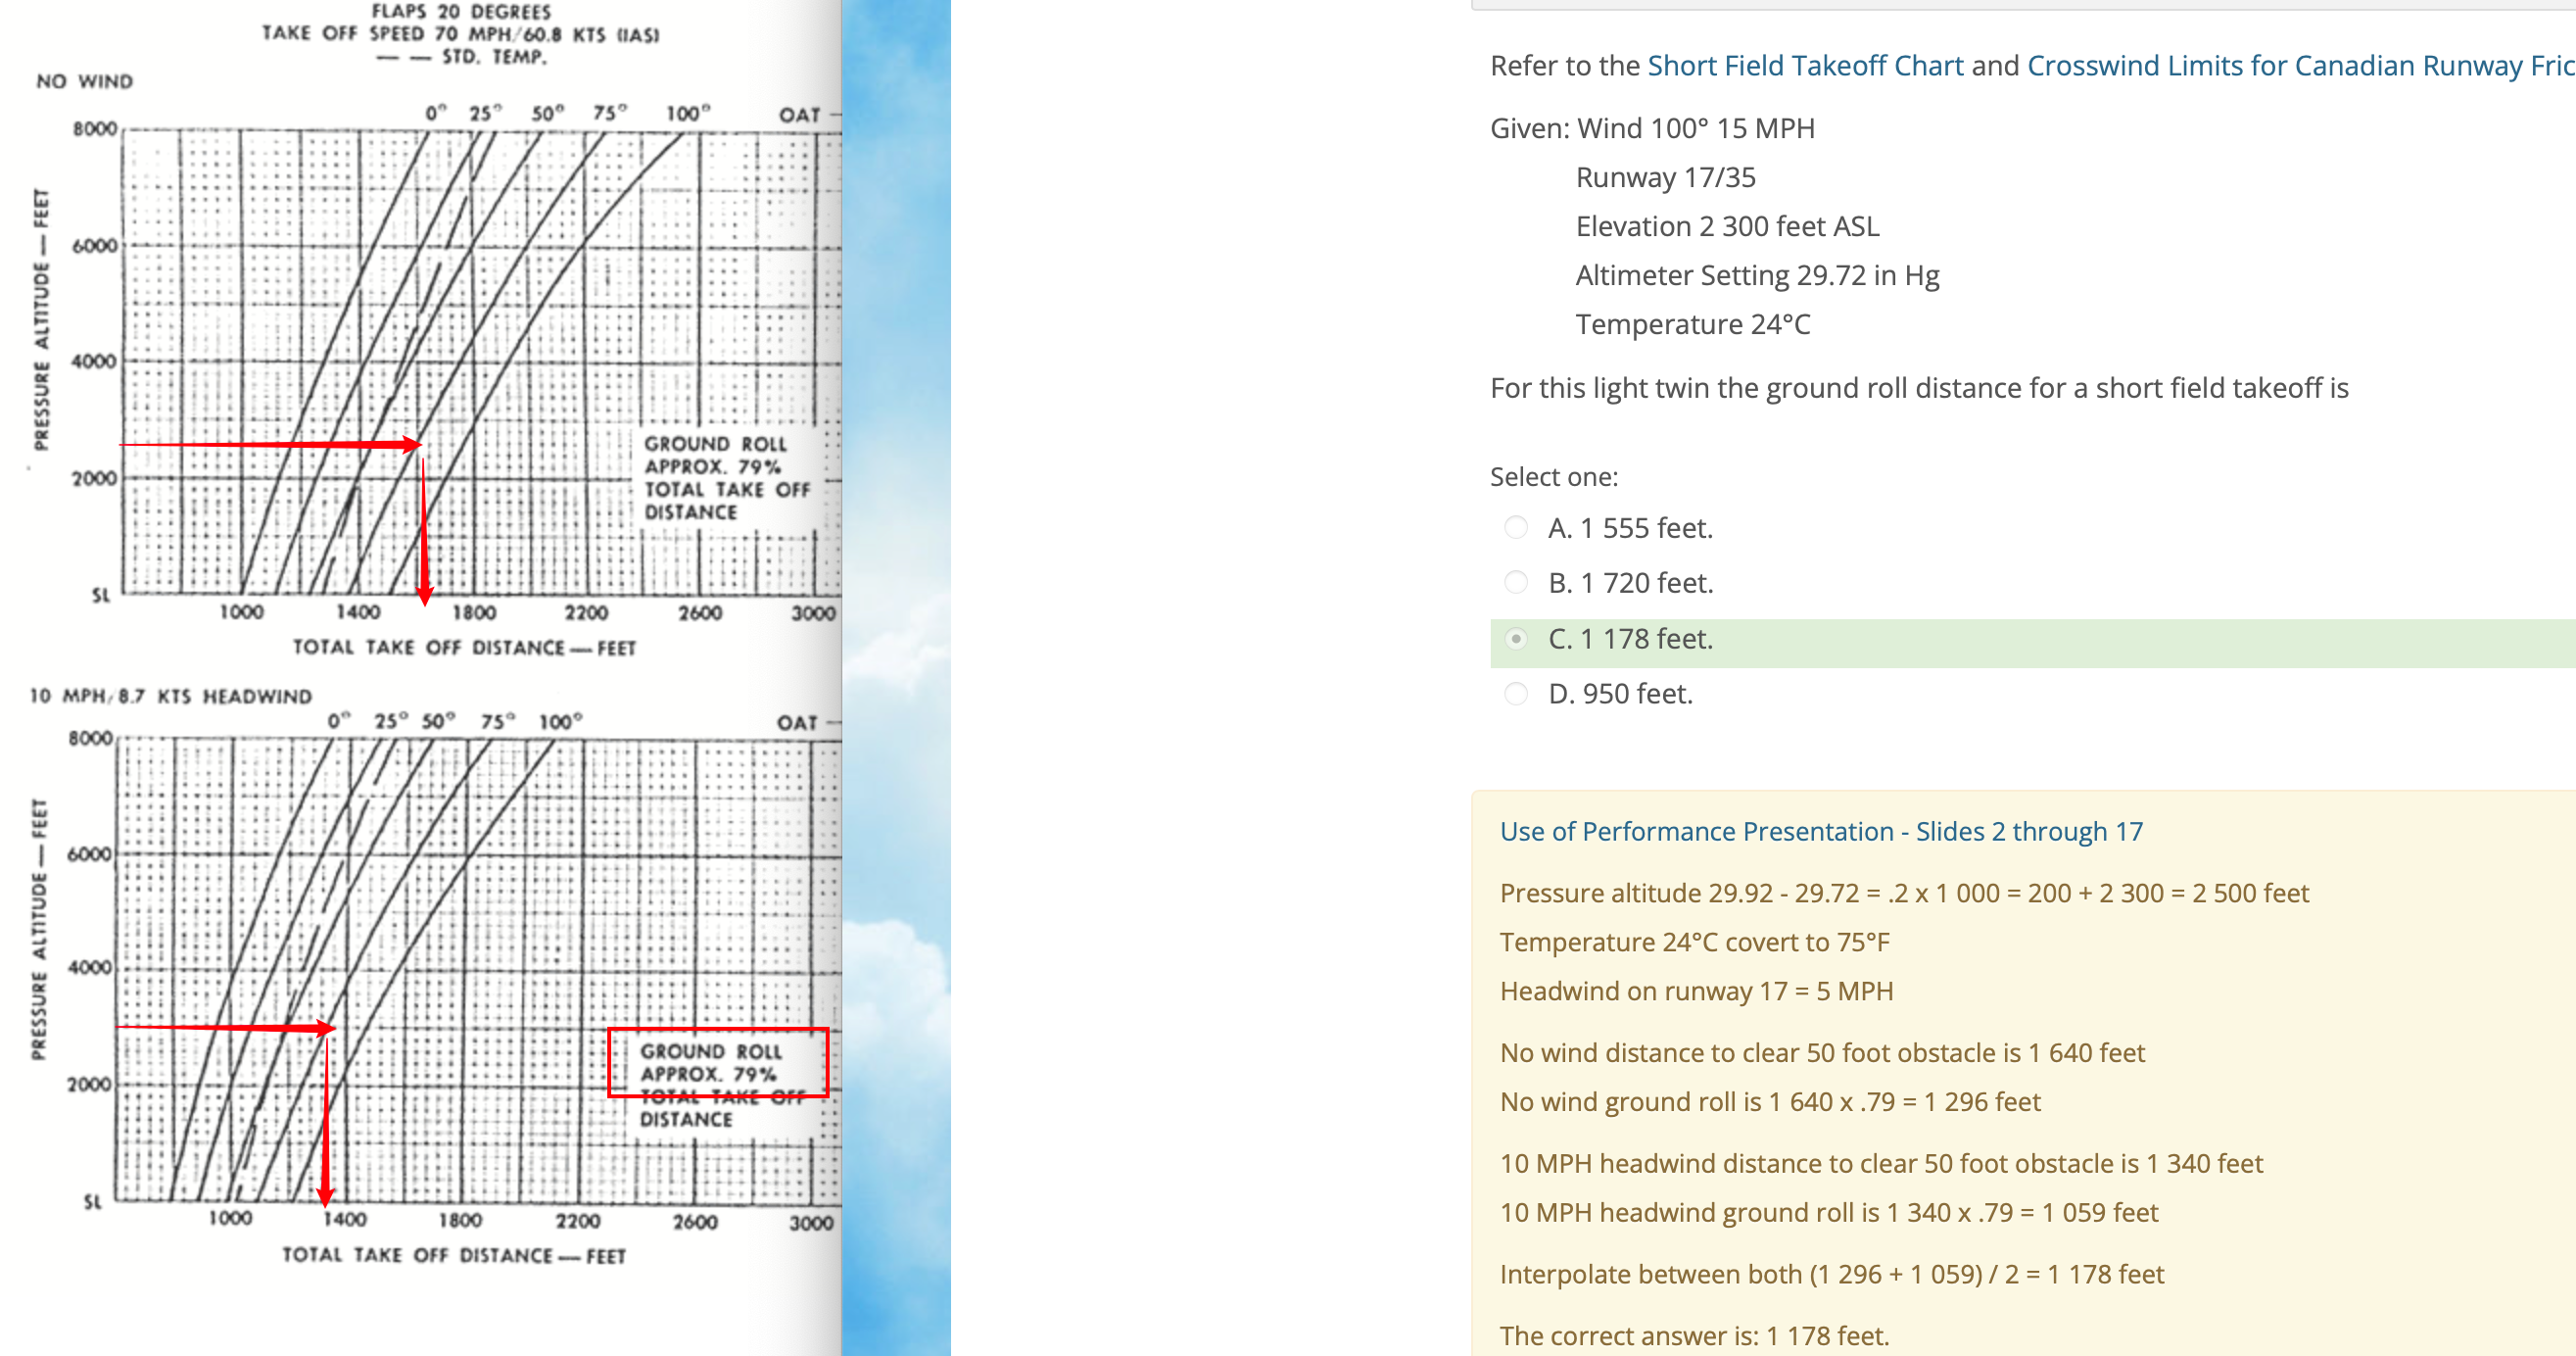 FLAPS 20 DEGREES
TAKE OFF SPEED 70 MPH/60.8 KTS (IAS)
— — STD. TEMP.
NO WIND
0° 25° 50° 75° 100° OAT —
8000
6000
4000
2000
SL
PRESSURE ALTITUDE — FEET
GROUND ROLL
APPROX. 79%
TOTAL TAKE OFF
DISTANCE
1000 1400 1800 2200 2600 3000
TOTAL TAKE OFF DISTANCE — FEET
10 MPH/8.7 KTS HEADWIND
0° 25° 50° 75° 100° OAT —
8000
6000
4000
2000
SL
PRESSURE ALTITUDE — FEET
GROUND ROLL
APPROX. 79%
TOTAL TAKE OFF
DISTANCE
1000 1400 1800 2200 2600 3000
TOTAL TAKE OFF DISTANCE — FEET
Refer to the Short Field Takeoff Chart and Crosswind Limits for Canadian Runway Fric
Given: Wind 100° 15 MPH
Runway 17/35
Elevation 2 300 feet ASL
Altimeter Setting 29.72 in Hg
Temperature 24°C
For this light twin the ground roll distance for a short field takeoff is
Select one:
A. 1 555 feet.
B. 1 720 feet.
C. 1 178 feet.
D. 950 feet.
Use of Performance Presentation - Slides 2 through 17
Pressure altitude 29.92 - 29.72 = .2 x 1 000 = 200 + 2 300 = 2 500 feet
Temperature 24°C covert to 75°F
Headwind on runway 17 = 5 MPH
No wind distance to clear 50 foot obstacle is 1 640 feet
No wind ground roll is 1 640 x .79 = 1 296 feet
10 MPH headwind distance to clear 50 foot obstacle is 1 340 feet
10 MPH headwind ground roll is 1 340 x .79 = 1 059 feet
Interpolate between both (1 296 + 1 059) / 2 = 1 178 feet
The correct answer is: 1 178 feet.